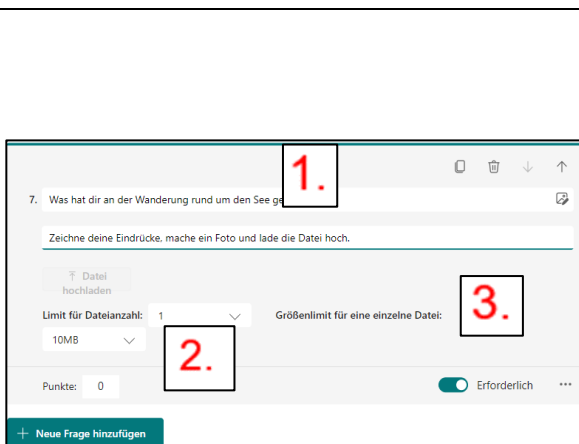 1.
7. Was hat dir an der Wanderung rund um den See
Zeichne deine Eindrücke, mache ein Foto und lade die Datei hoch.
Datei
hochladen
Limit für Dateianzahl: 1 Größenlimit für eine einzelne Datei: 3.
10MB 2.
Punkte: 0 Erforderlich
Neue Frage hinzufügen